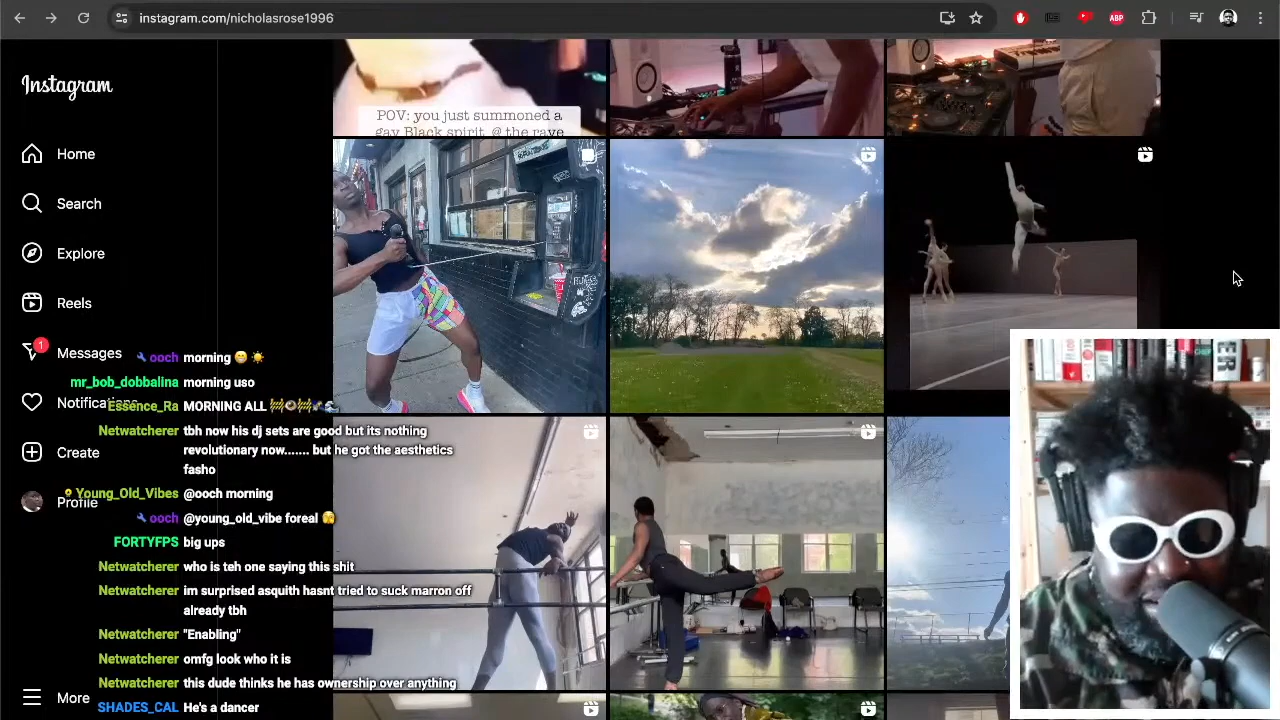 instagram.com/nicholasrose1996
ABP
Instagram
Home
Search
Explore
Reels
1
Messages
Notifications
Create
Profile
More
POV: you just summoned a
gay Black spirit @ the rave
ooch morning 😁 ☀️
mr_bob_dobbalina morning uso
Essence_Ra MORNING ALL
Netwatcherer tbh now his dj sets are good but its nothing
revolutionary now....... but he got the aesthetics
fasho
Young_Old_Vibes @ooch morning
ooch @young_old_vibe foreal
FORTYFPS big ups
Netwatcherer who is teh one saying this shit
Netwatcherer im surprised asquith hasnt tried to suck marron off
already tbh
Netwatcherer "Enabling"
Netwatcherer omfg look who it is
Netwatcherer this dude thinks he has ownership over anything
SHADES_CAL He's a dancer